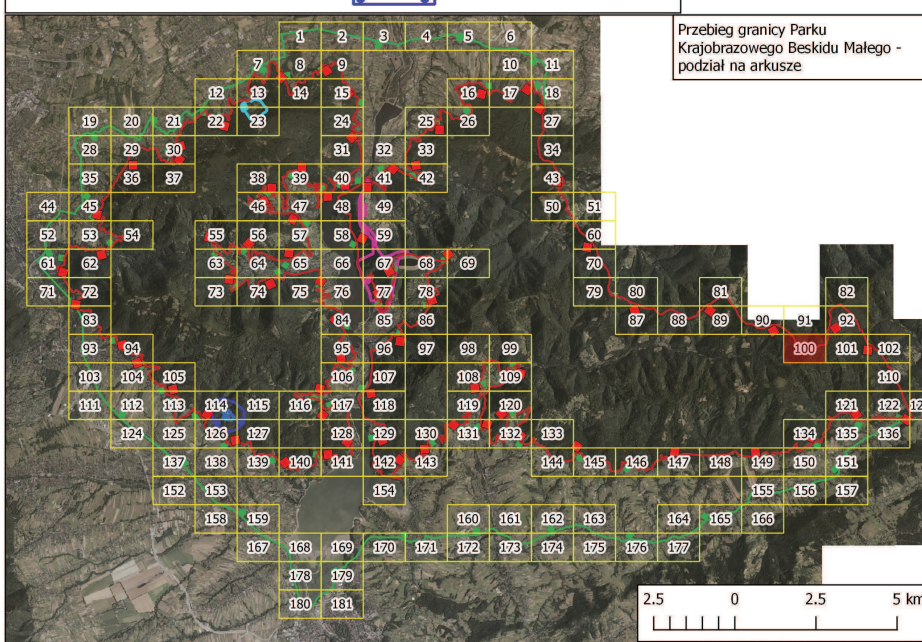 Przebieg granicy Parku
Krajobrazowego Beskidu Małego -
podział na arkusze
1 2 3 4 5 6
7 8 9 10 11
12 13 14 15 16 17 18
19 20 21 22 23 24 25 26 27
28 29 30 31 32 33 34
35 36 37 38 39 40 41 42 43
44 45 46 47 48 49 50 51
52 53 54 55 56 57 58 59 60
61 62 63 64 65 66 67 68 69 70
71 72 73 74 75 76 77 78 79 80 81 82
83 84 85 86 87 88 89 90 91 92
93 94 95 96 97 98 99 100 101 102
103 104 105 106 107 108 109 110
111 112 113 114 115 116 117 118 119 120 121 122
124 125 126 127 128 129 130 131 132 133 134 135 136
137 138 139 140 141 142 143 144 145 146 147 148 149 150 151
152 153 154 155 156 157
158 159 160 161 162 163 164 165 166
167 168 169 170 171 172 173 174 175 176 177
178 179
180 181
2.5 0 2.5 5 km